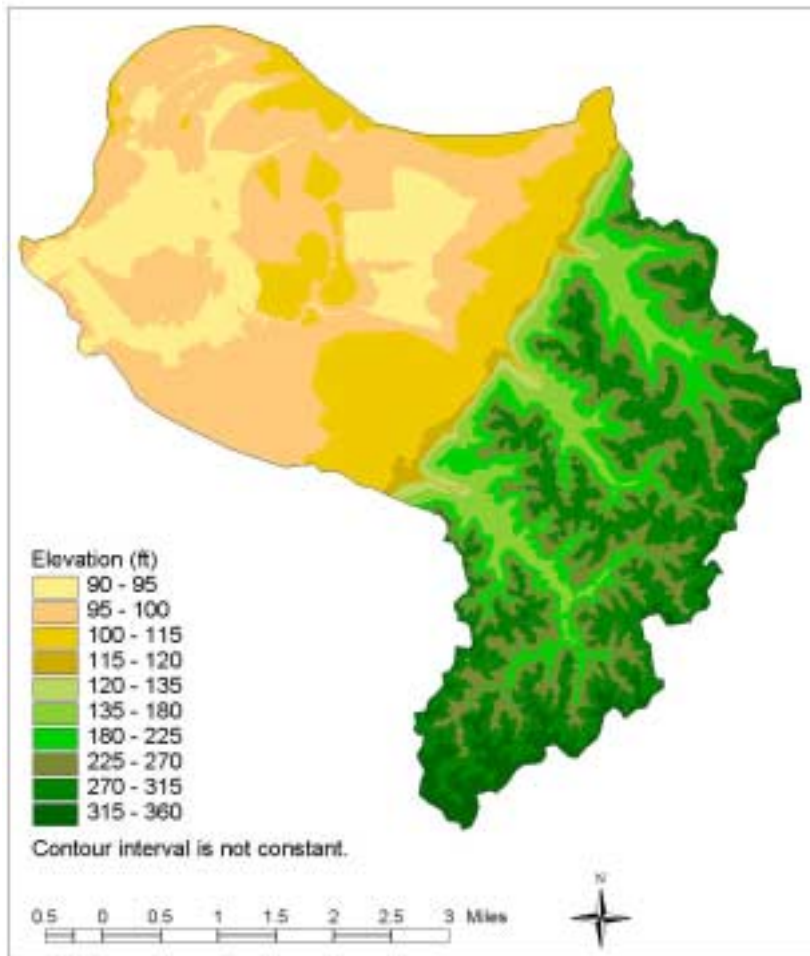 Elevation (ft)
90 - 95
95 - 100
100 - 115
115 - 120
120 - 135
135 - 180
180 - 225
225 - 270
270 - 315
315 - 360
Contour interval is not constant.
N
0.5 0 0.5 1 1.5 2 2.5 3 Miles